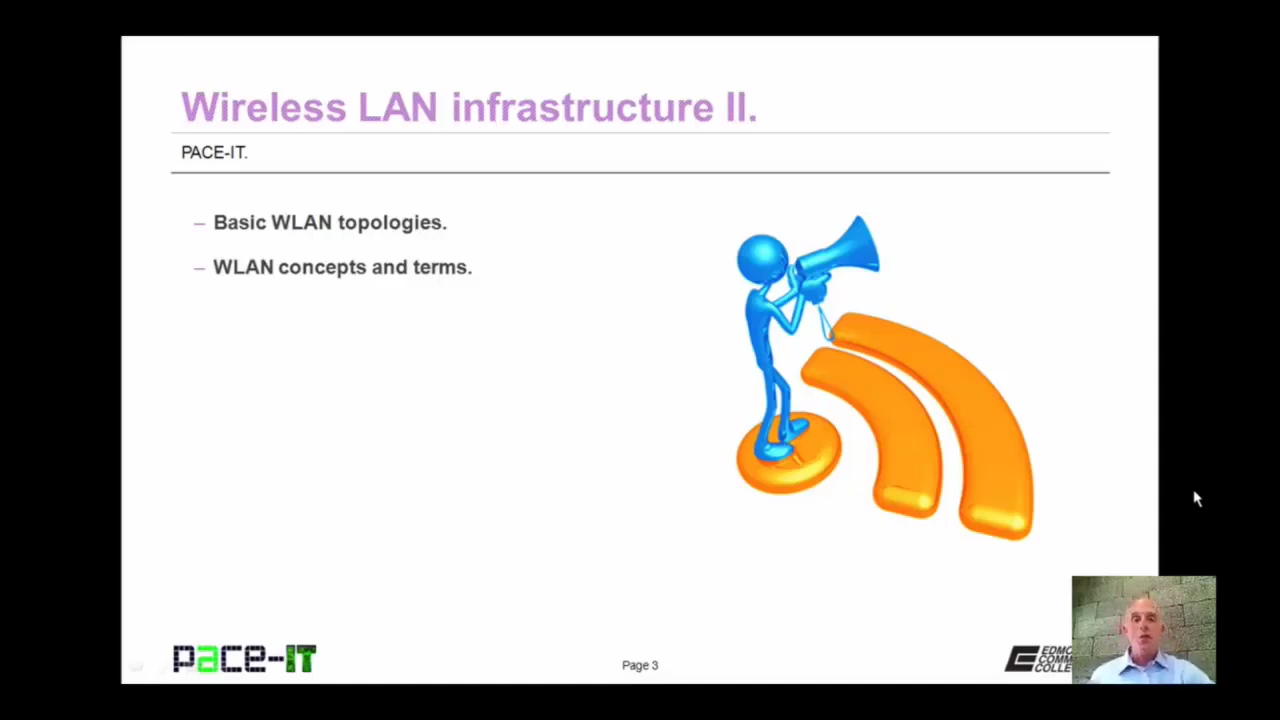 Wireless LAN infrastructure II.
PACE-IT.
– Basic WLAN topologies.
– WLAN concepts and terms.
pace-IT
Page 3